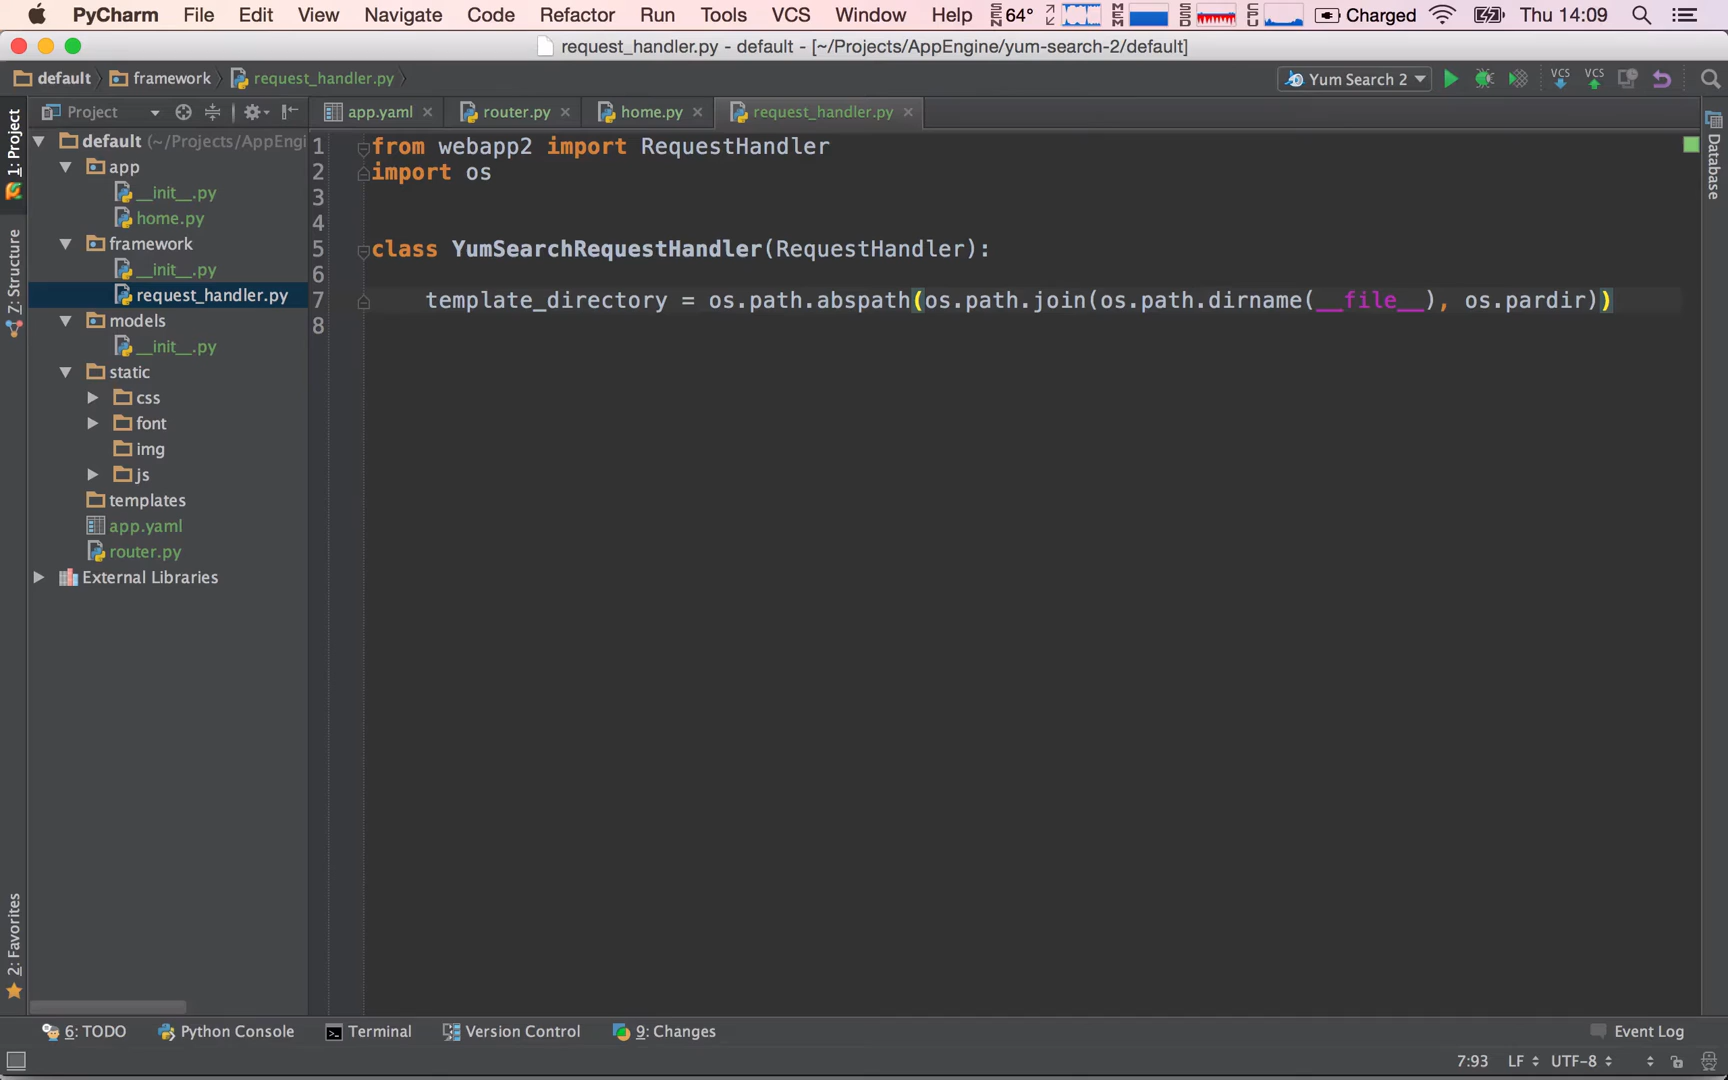 PyCharm File Edit View Navigate Code Refactor Run Tools VCS Window Help SEN 64° MEM SSD CPU Charged Thu 14:09
request_handler.py - default - [~/Projects/AppEngine/yum-search-2/default]
default framework request_handler.py Yum Search 2 VCS VCS
Project app.yaml router.py home.py request_handler.py
1: Project
Z: Structure
2: Favorites
Database
default (~/Projects/AppEngi
app
__init__.py
home.py
framework
__init__.py
request_handler.py
models
__init__.py
static
css
font
img
js
templates
app.yaml
router.py
External Libraries
1 from webapp2 import RequestHandler
2 import os
3
4
5 class YumSearchRequestHandler(RequestHandler):
6
7 template_directory = os.path.abspath(os.path.join(os.path.dirname(__file__), os.pardir))
8
6: TODO Python Console Terminal Version Control 9: Changes Event Log
7:93 LF UTF-8